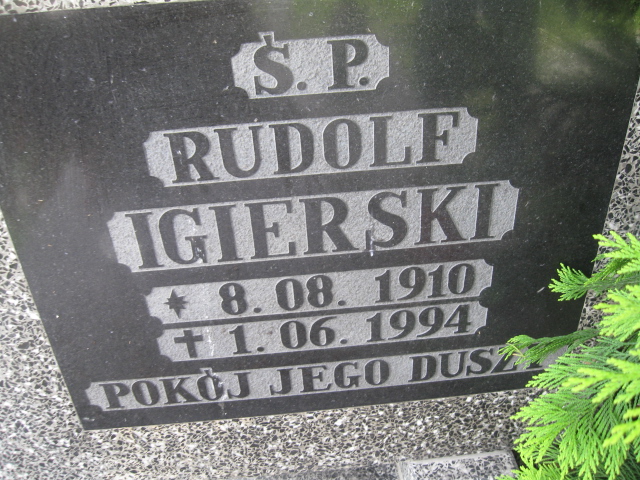 Ś. P.
RUDOLF
IGIERSKI
* 8. 08. 1910
† 1. 06. 1994
POKÓJ JEGO DUSZ